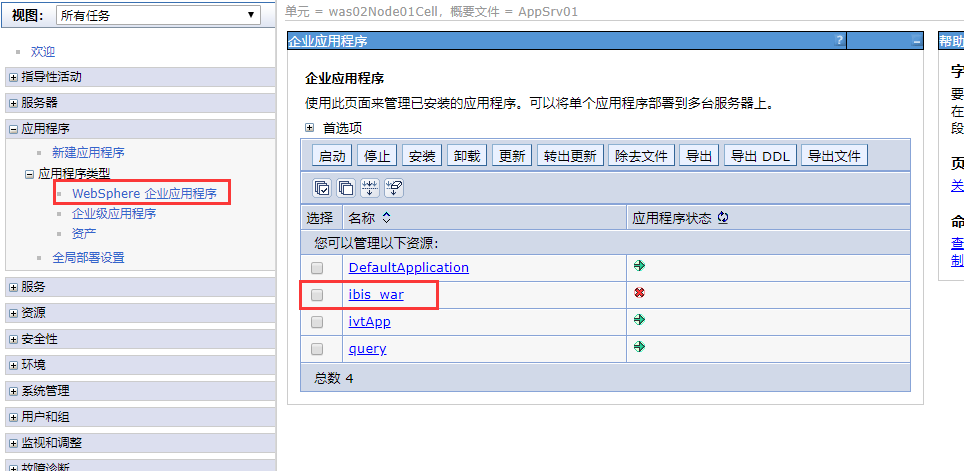 视图： 所有任务
欢迎
指导性活动
服务器
应用程序
新建应用程序
应用程序类型
WebSphere 企业应用程序
企业级应用程序
资产
全局部署设置
服务
资源
安全性
环境
系统管理
用户和组
监视和调整
故障诊断
单元 = was02Node01Cell，概要文件 = AppSrv01
企业应用程序
?
企业应用程序
使用此页面来管理已安装的应用程序。可以将单个应用程序部署到多台服务器上。
首选项
启动 停止 安装 卸载 更新 转出更新 除去文件 导出 导出 DDL 导出文件
选择 名称 应用程序状态
您可以管理以下资源:
DefaultApplication
ibis_war
ivtApp
query
总数 4
帮助
字
要
在
段
页
关
命
查
制